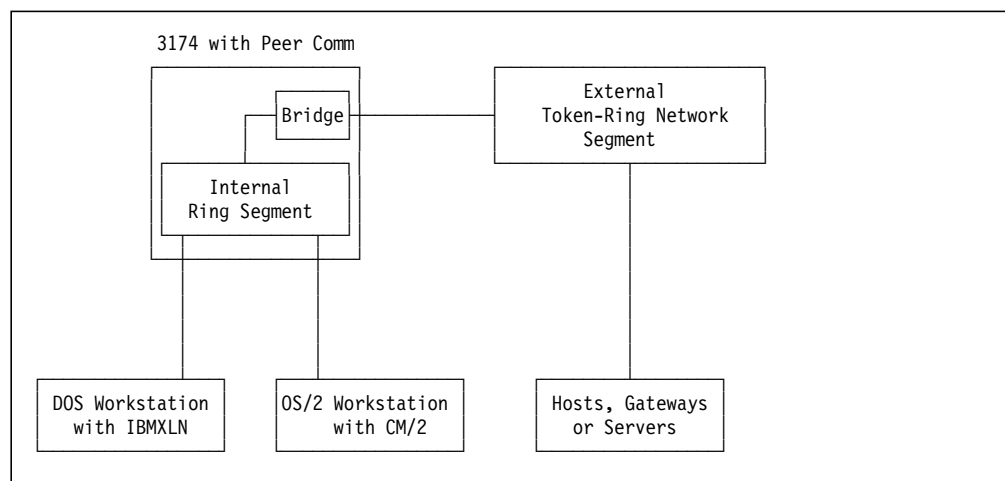 3174 with Peer Comm
Bridge
External
Token-Ring Network
Segment
Internal
Ring Segment
DOS Workstation
with IBMXLN
OS/2 Workstation
with CM/2
Hosts, Gateways
or Servers